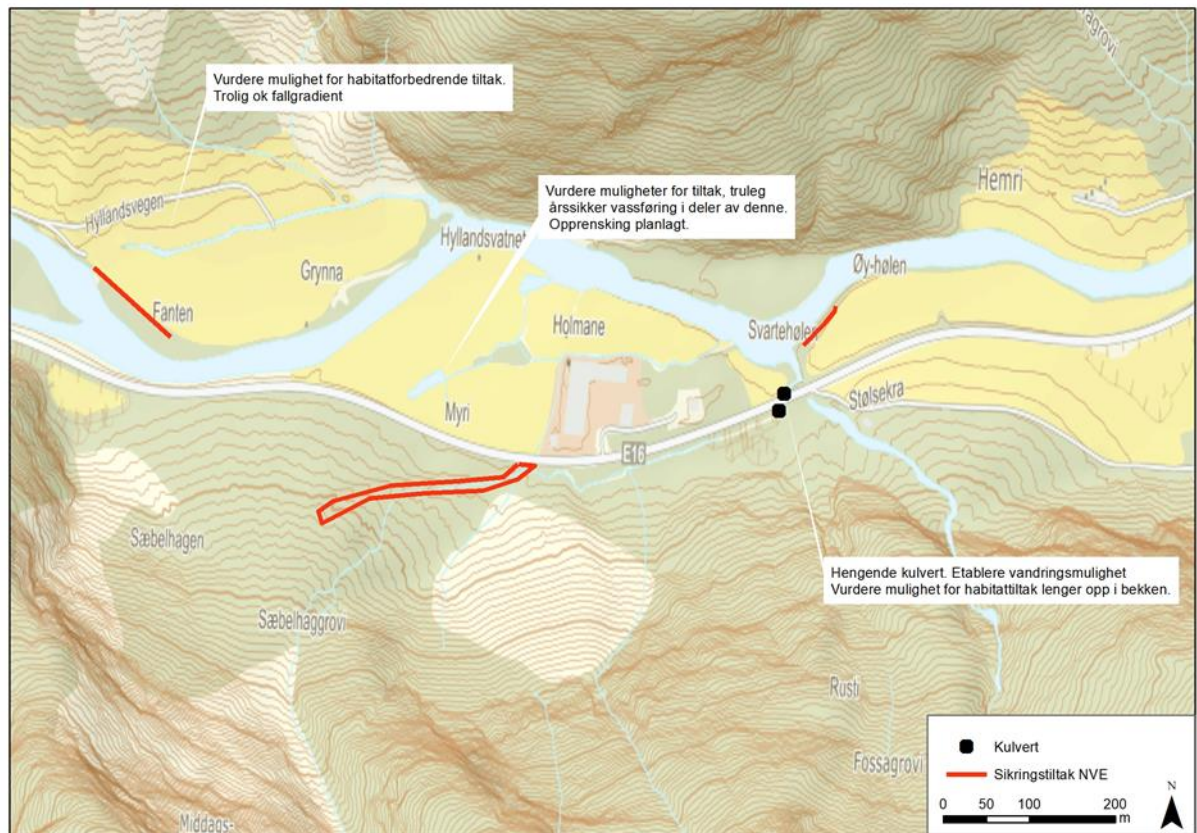 Vurdere mulighet for habitatforbedrende tiltak.
Trolig ok fallgradient
Vurdere muligheter for tiltak, truleg
årssikker vassføring i deler av denne.
Opprensking planlagt.
Hemri
Hyllandsvegen
Hyllandsvatnet
Øy-hølen
Grynna
Fanten
Holmane
Svartehølen
Myri
Stølsekra
E16
Sæbelhagen
Hengende kulvert. Etablere vandringsmulighet
Vurdere mulighet for habitattiltak lenger opp i bekken.
Sæbelhaggrovi
Rusti
Fossagrovi
Middags-
Kulvert
Sikringstiltak NVE
N
0 50 100 200
m